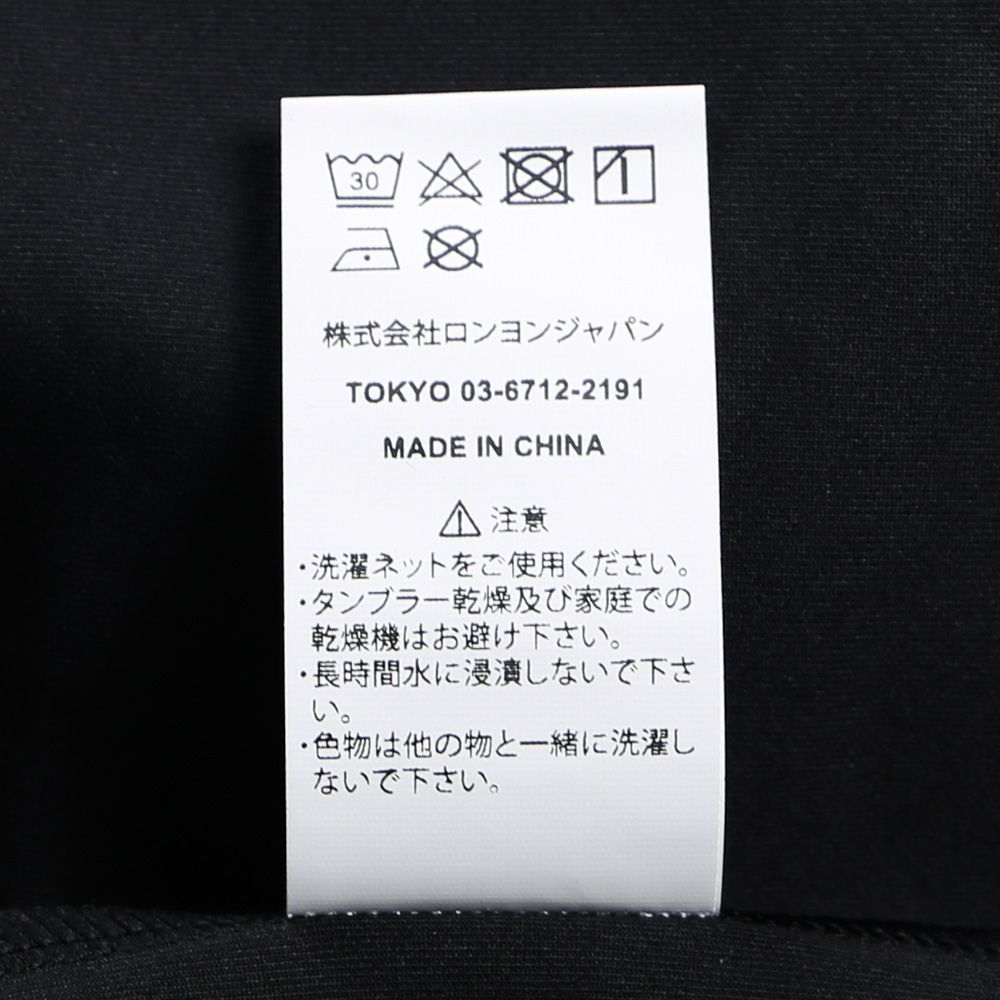 30
株式会社ロンヨンジャパン
TOKYO 03-6712-2191
MADE IN CHINA
注意
・洗濯ネットをご使用ください。
・タンブラー乾燥及び家庭での
乾燥機はお避け下さい。
・長時間水に浸漬しないで下さ
い。
・色物は他の物と一緒に洗濯し
ないで下さい。